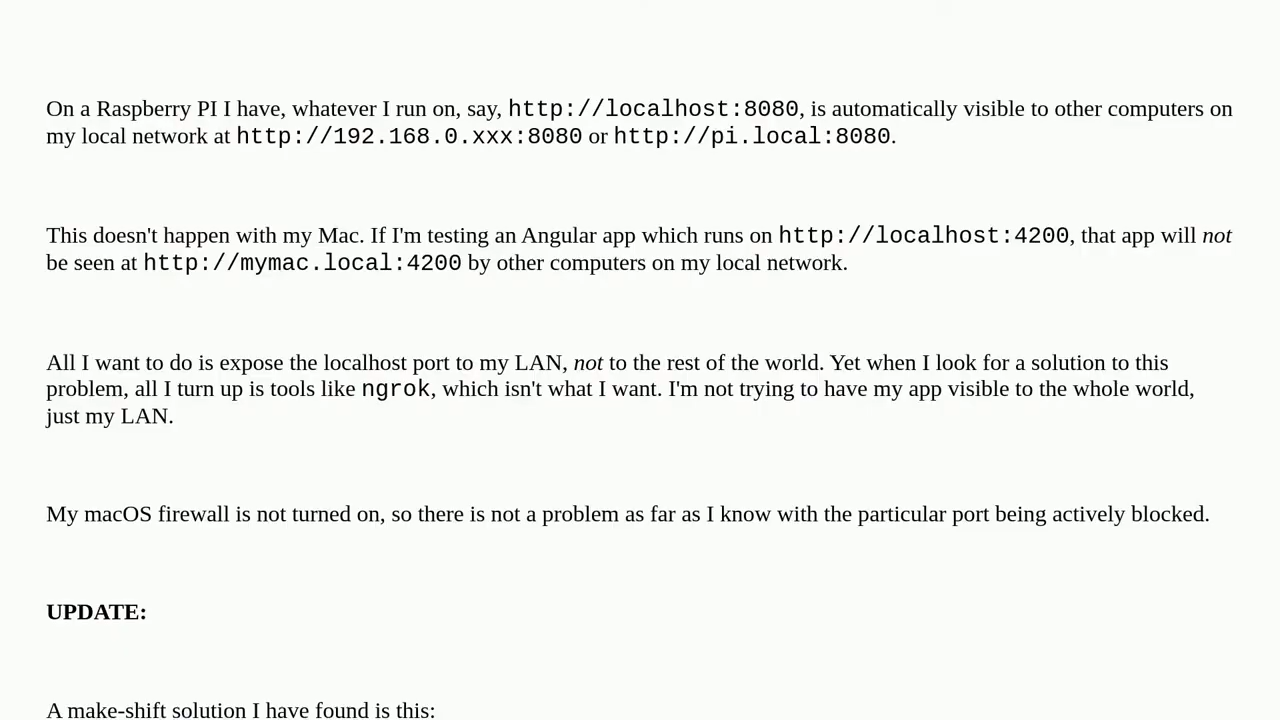 On a Raspberry PI I have, whatever I run on, say, http://localhost:8080, is automatically visible to other computers on
my local network at http://192.168.0.xxx:8080 or http://pi.local:8080.
This doesn't happen with my Mac. If I'm testing an Angular app which runs on http://localhost:4200, that app will not
be seen at http://mymac.local:4200 by other computers on my local network.
All I want to do is expose the localhost port to my LAN, not to the rest of the world. Yet when I look for a solution to this
problem, all I turn up is tools like ngrok, which isn't what I want. I'm not trying to have my app visible to the whole world,
just my LAN.
My macOS firewall is not turned on, so there is not a problem as far as I know with the particular port being actively blocked.
UPDATE:
A make-shift solution I have found is this: